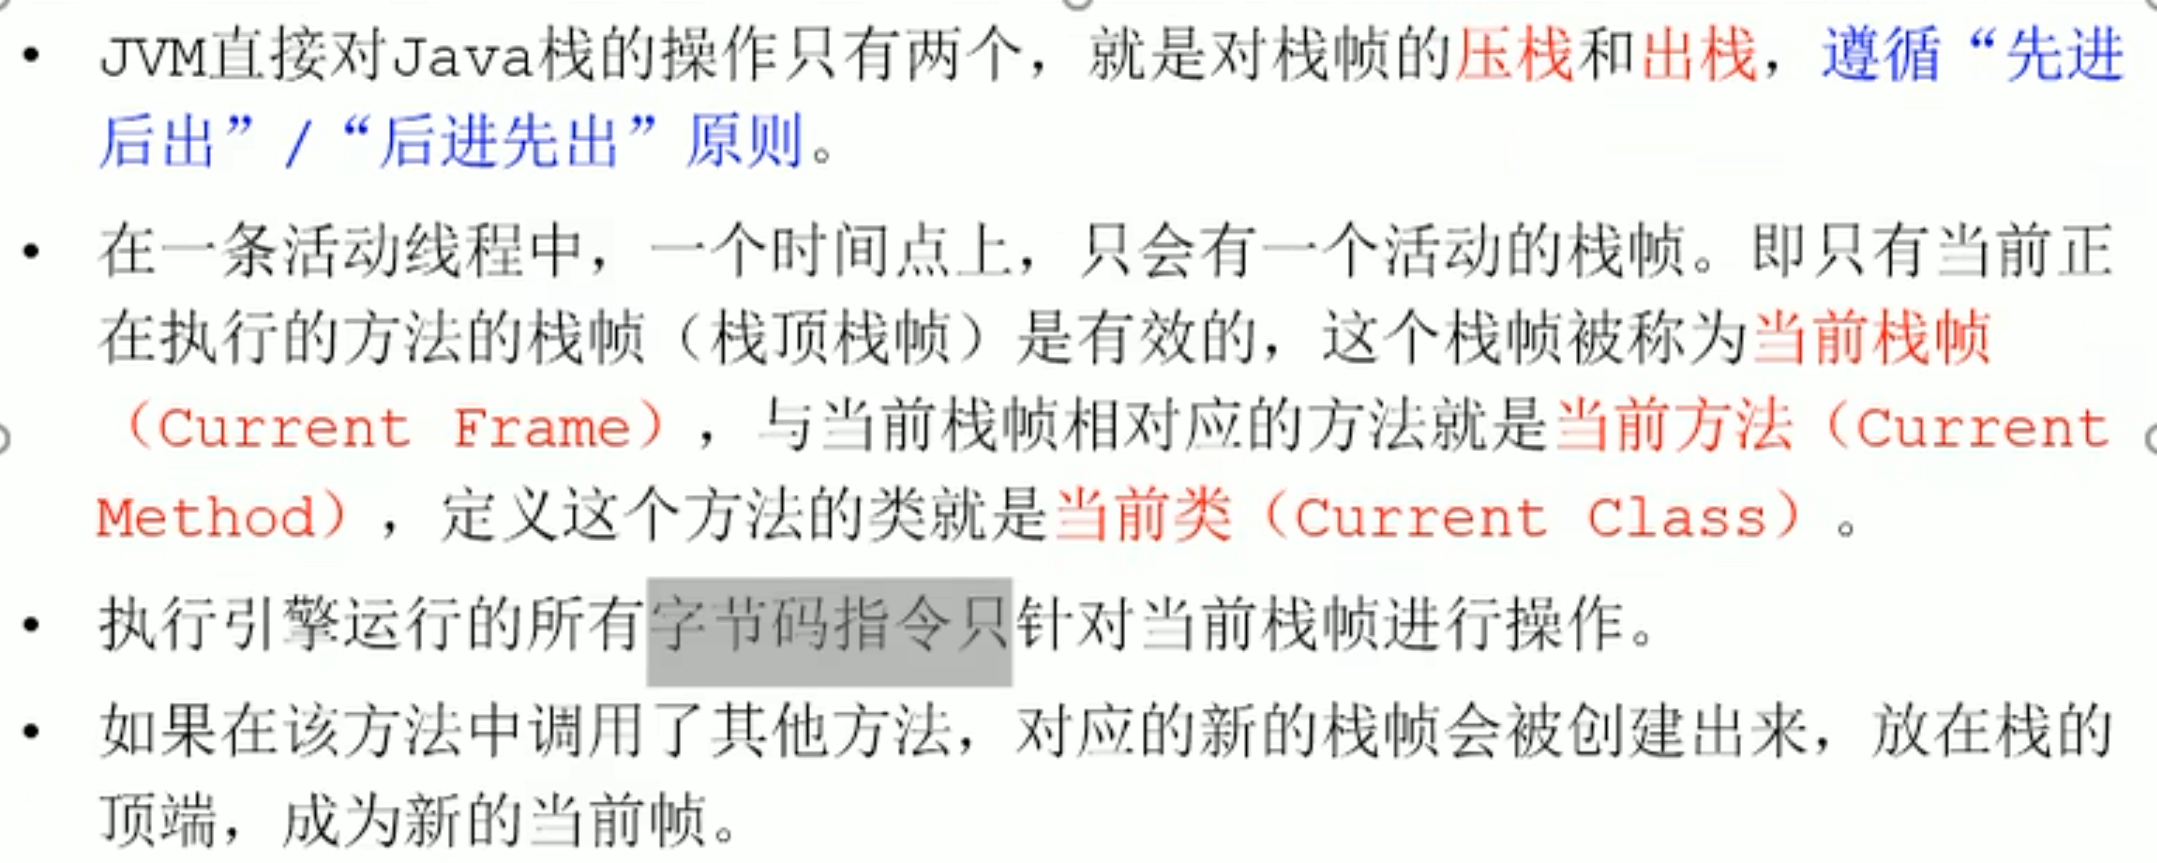 • JVM直接对Java栈的操作只有两个，就是对栈帧的压栈和出栈，遵循“先进
后出”/“后进先出”原则。
• 在一条活动线程中，一个时间点上，只会有一个活动的栈帧。即只有当前正
在执行的方法的栈帧（栈顶栈帧）是有效的，这个栈帧被称为当前栈帧
（Current Frame），与当前栈帧相对应的方法就是当前方法（Current
Method），定义这个方法的类就是当前类（Current Class）。
• 执行引擎运行的所有字节码指令只针对当前栈帧进行操作。
• 如果在该方法中调用了其他方法，对应的新的栈帧会被创建出来，放在栈的
顶端，成为新的当前帧。